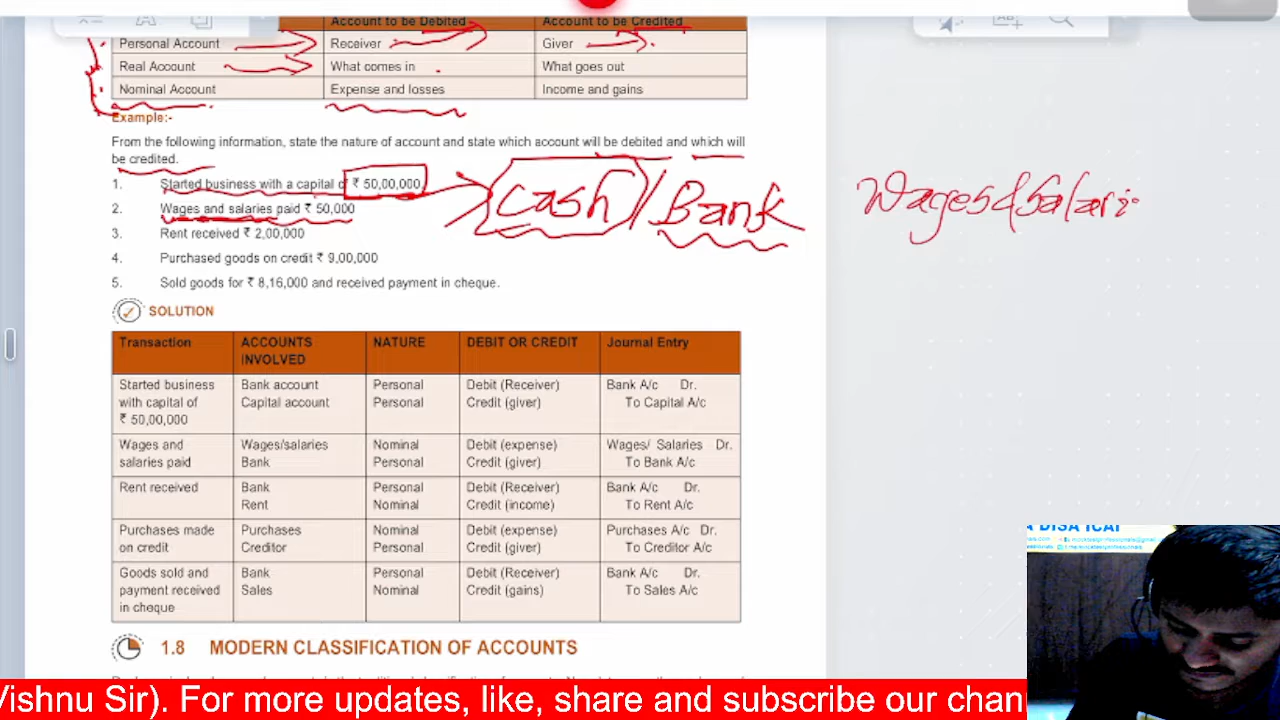 Account to be Debited Account to be Credited
Personal Account Receiver Giver
Real Account What comes in What goes out
Nominal Account Expense and losses Income and gains
Example:-
From the following information, state the nature of account and state which account will be debited and which will
be credited.
1. Started business with a capital of ₹ 50,00,000
2. Wages and salaries paid ₹ 50,000
3. Rent received ₹ 2,00,000
4. Purchased goods on credit ₹ 9,00,000
5. Sold goods for ₹ 8,16,000 and received payment in cheque.
Cash / Bank
Wages & Salari
SOLUTION
Transaction ACCOUNTS INVOLVED NATURE DEBIT OR CREDIT Journal Entry
Started business Bank account Personal Debit (Receiver) Bank A/c Dr.
with capital of Capital account Personal Credit (giver) To Capital A/c
₹ 50,00,000
Wages and Wages/salaries Nominal Debit (expense) Wages/ Salaries Dr.
salaries paid Bank Personal Credit (giver) To Bank A/c
Rent received Bank Personal Debit (Receiver) Bank A/c Dr.
Rent Nominal Credit (income) To Rent A/c
Purchases made Purchases Nominal Debit (expense) Purchases A/c Dr.
on credit Creditor Personal Credit (giver) To Creditor A/c
Goods sold and Bank Personal Debit (Receiver) Bank A/c Dr.
payment received Sales Nominal Credit (gains) To Sales A/c
in cheque
1.8 MODERN CLASSIFICATION OF ACCOUNTS
DISA ICAI
Vishnu Sir). For more updates, like, share and subscribe our chan